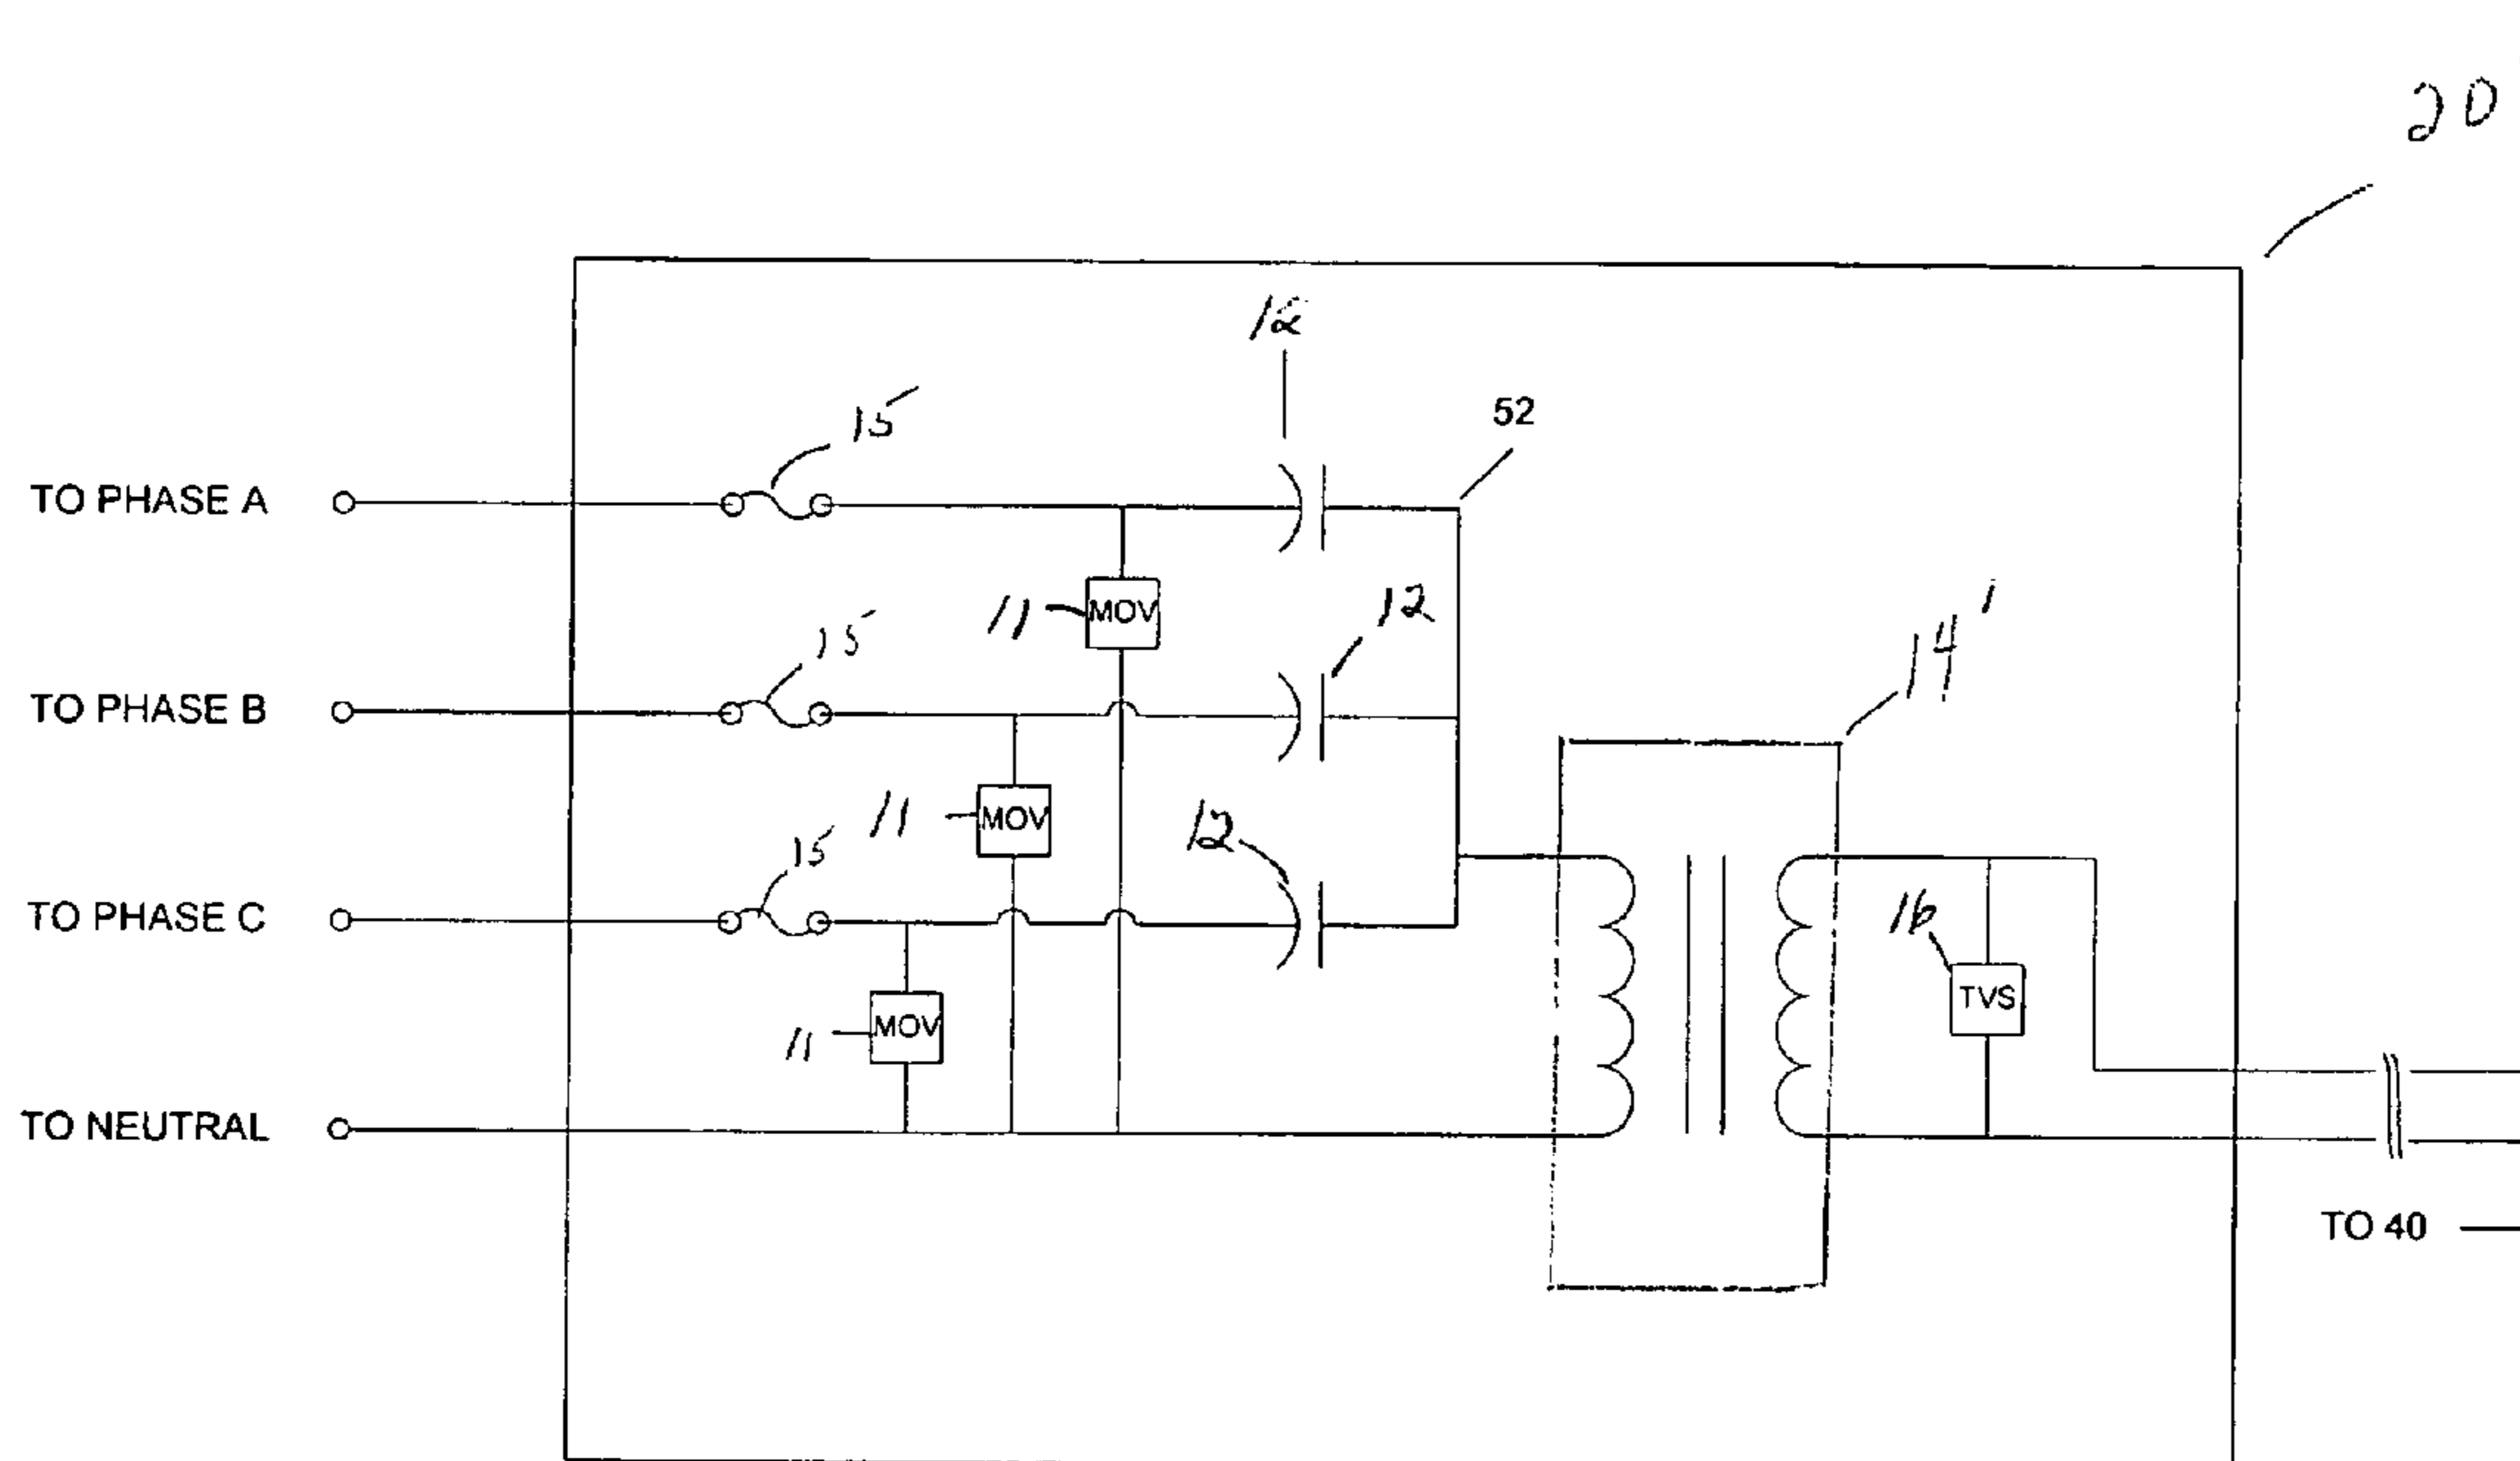 20
12
52
15
TO PHASE A
11
MOV
12
15
14'
TO PHASE B
11
MOV
12
15
16
TO PHASE C
TVS
11
MOV
TO NEUTRAL
TO 40